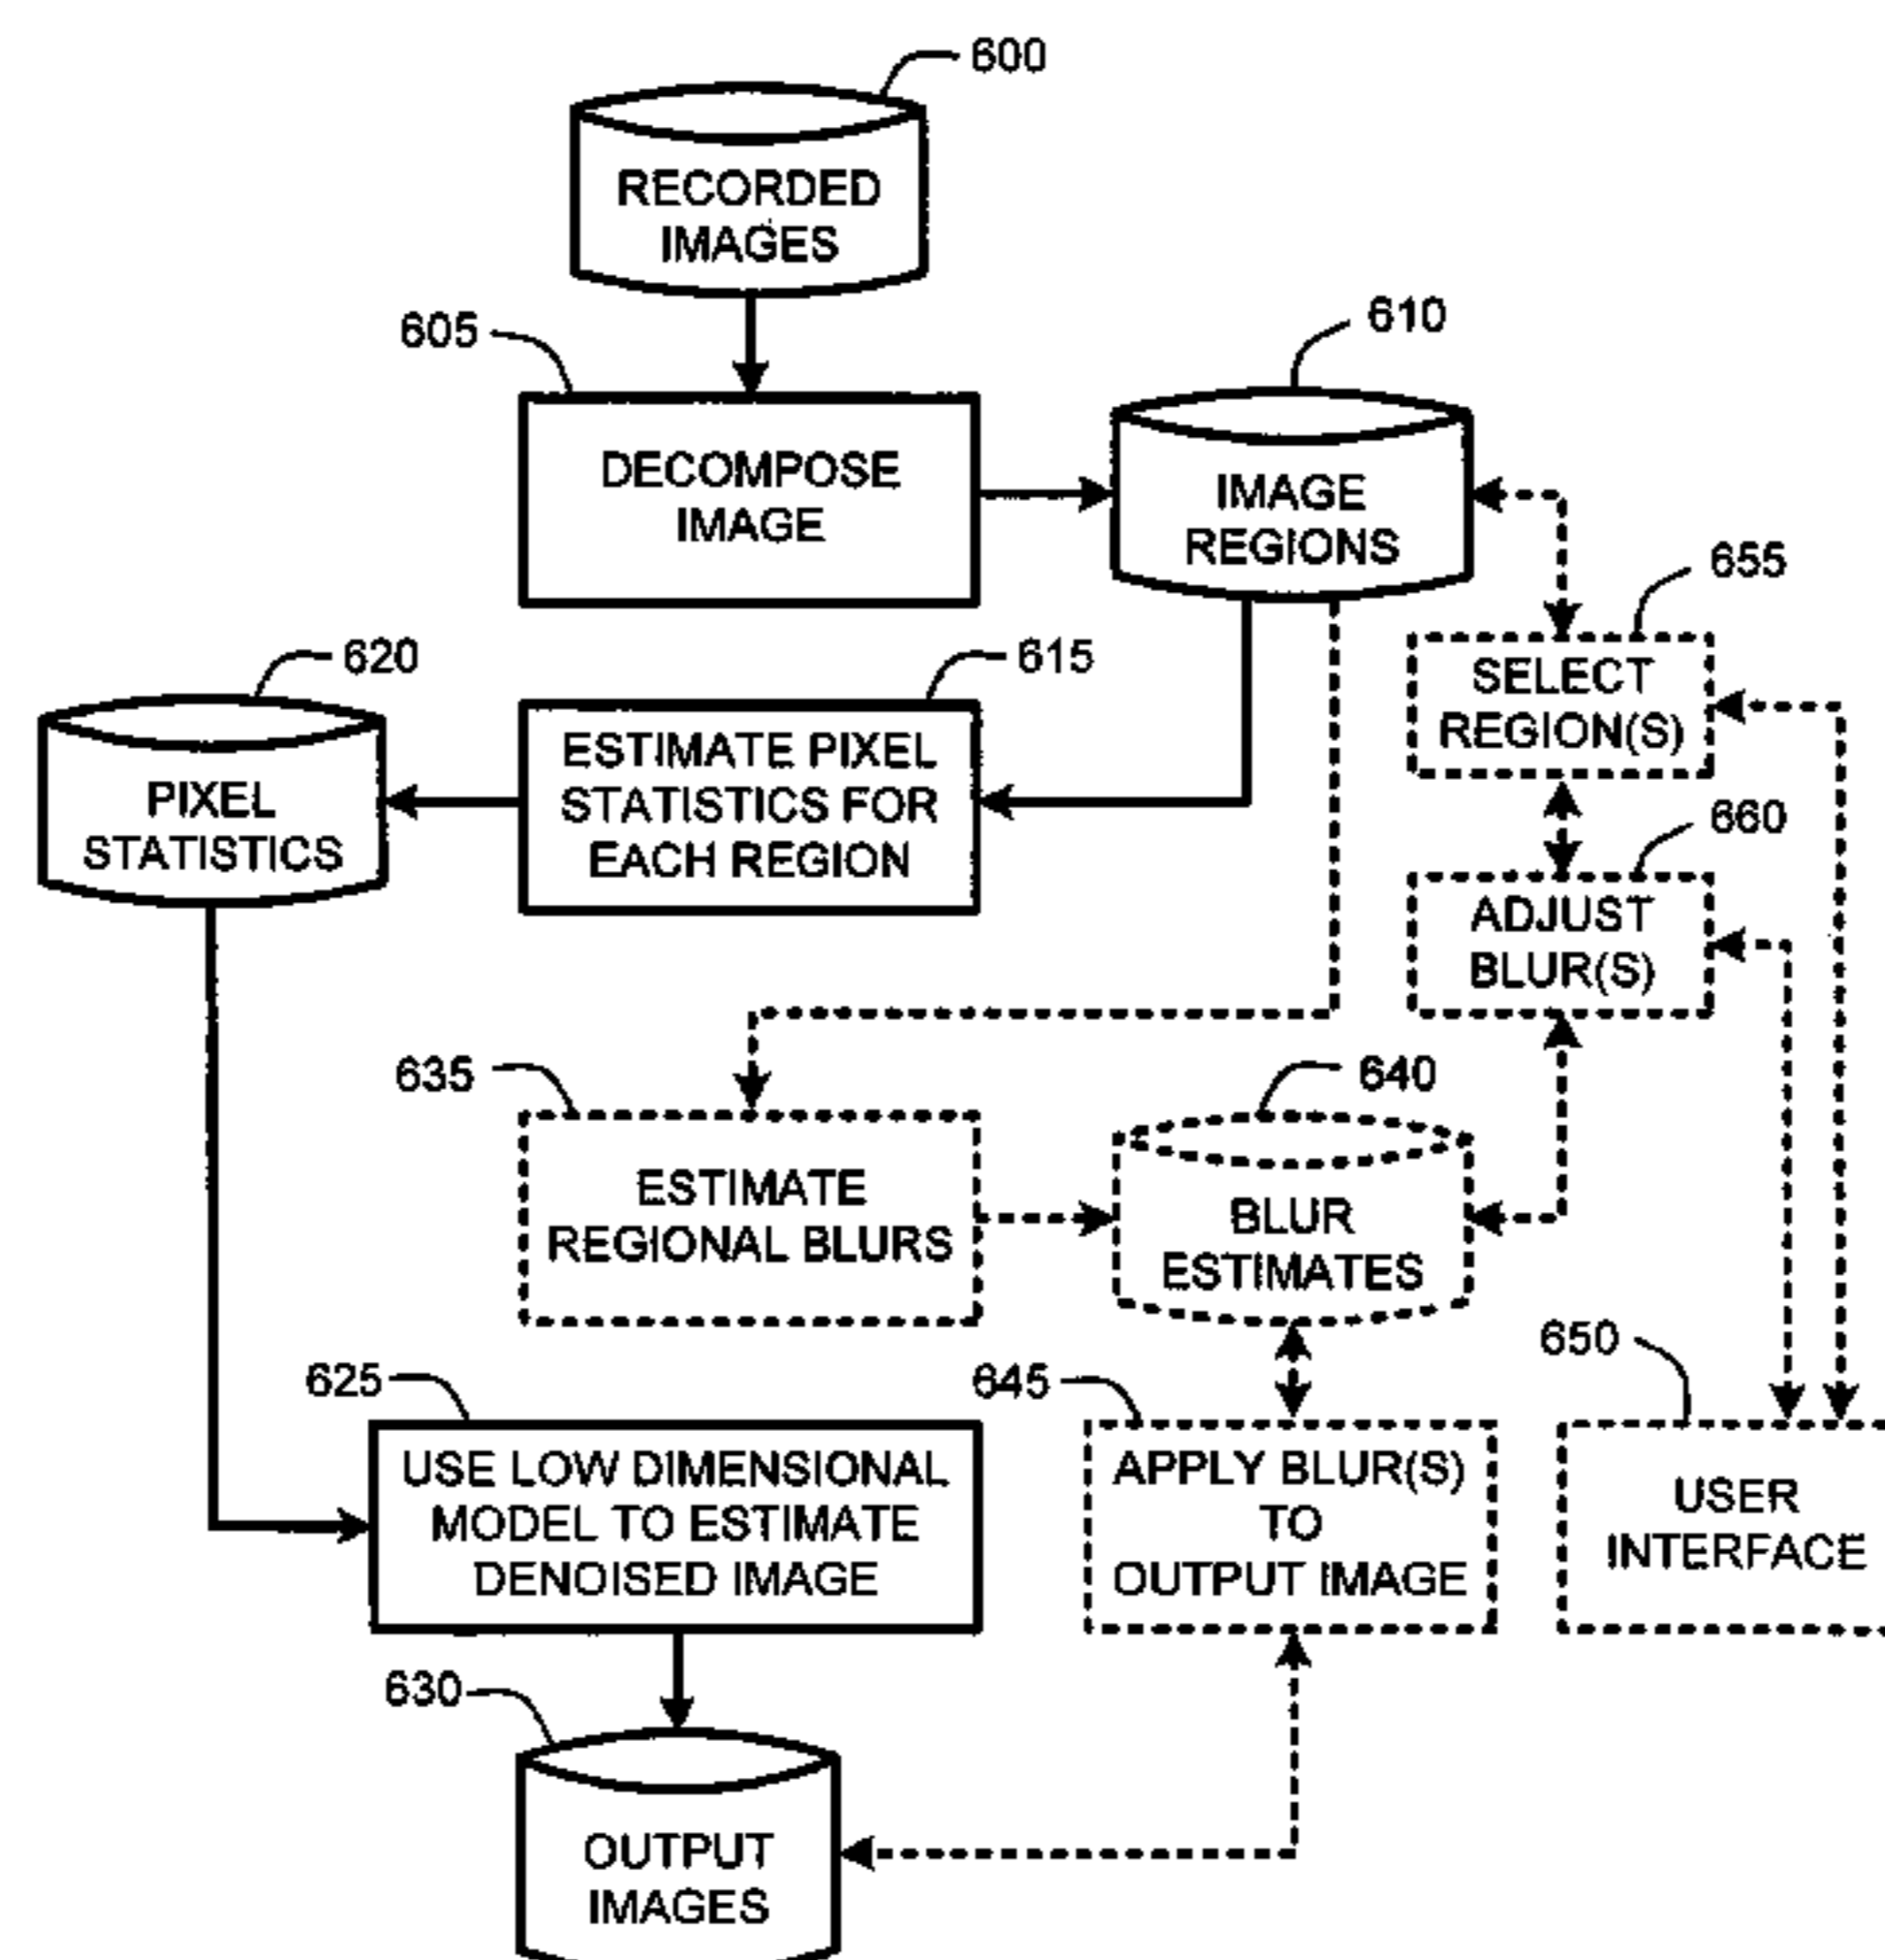 600
RECORDED
IMAGES
605
610
DECOMPOSE
IMAGE
IMAGE
REGIONS
655
620
615
SELECT
REGION(S)
ESTIMATE PIXEL
STATISTICS FOR
EACH REGION
PIXEL
STATISTICS
660
ADJUST
BLUR(S)
635
640
ESTIMATE
REGIONAL BLURS
BLUR
ESTIMATES
650
625
645
USE LOW DIMENSIONAL
MODEL TO ESTIMATE
DENOISED IMAGE
APPLY BLUR(S)
TO
OUTPUT IMAGE
USER
INTERFACE
630
OUTPUT
IMAGES